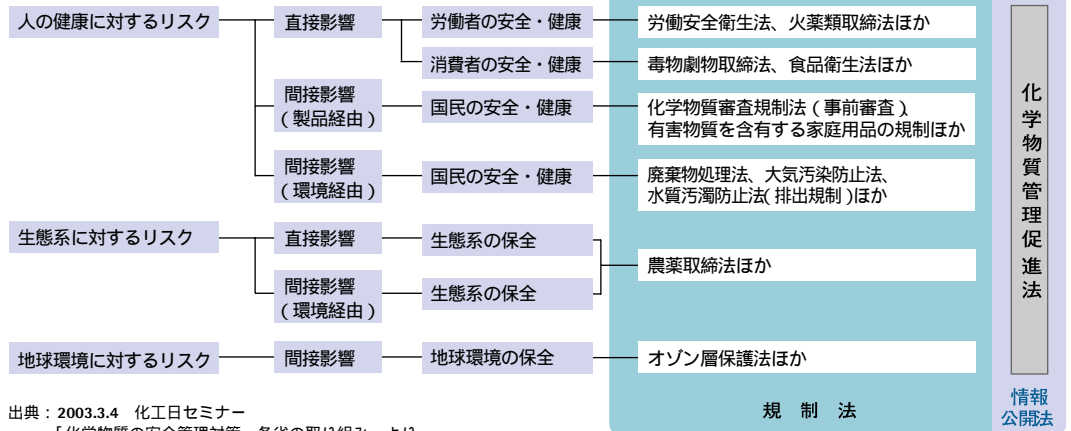 人の健康に対するリスク
直接影響
労働者の安全・健康
労働安全衛生法、火薬類取締法ほか
消費者の安全・健康
毒物劇物取締法、食品衛生法ほか
間接影響
(製品経由)
国民の安全・健康
化学物質審査規制法(事前審査)
有害物質を含有する家庭用品の規制ほか
間接影響
(環境経由)
国民の安全・健康
廃棄物処理法、大気汚染防止法、
水質汚濁防止法(排出規制)ほか
生態系に対するリスク
直接影響
生態系の保全
農薬取締法ほか
間接影響
(環境経由)
生態系の保全
地球環境に対するリスク
間接影響
地球環境の保全
オゾン層保護法ほか
規制法
化学物質管理促進法
情報
公開法
出典:2003.3.4 化工日セミナー